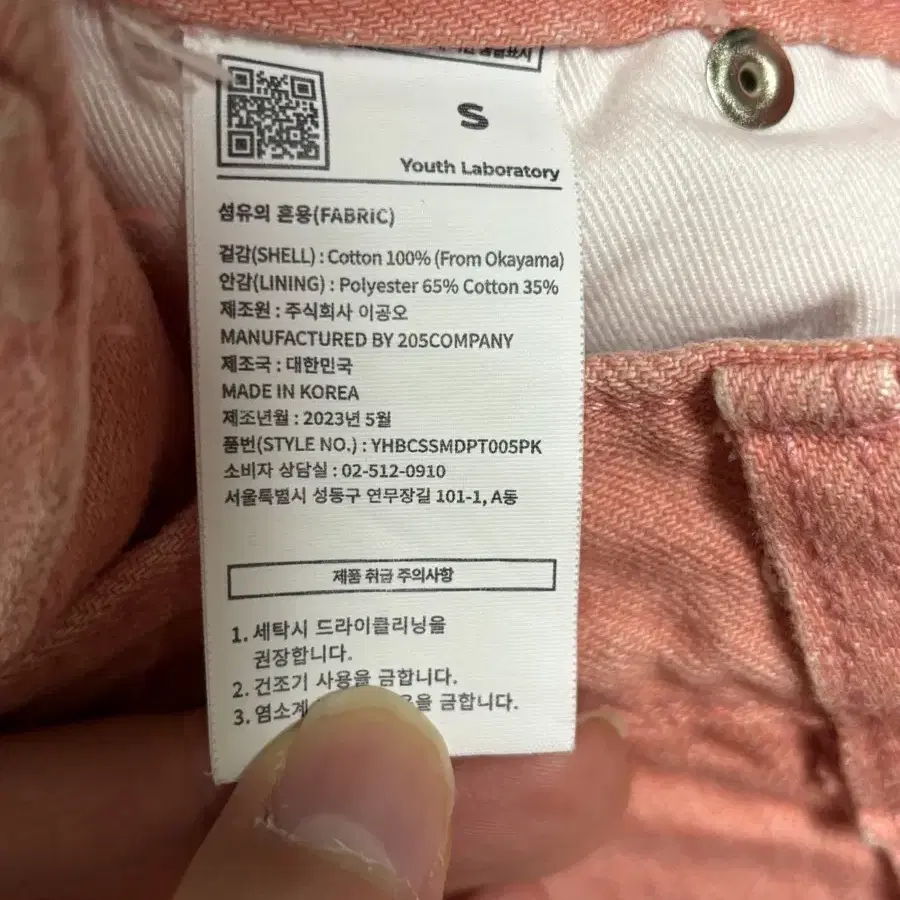 S
Youth Laboratory
섬유의 혼용(FABRIC)
겉감(SHELL) : Cotton 100% (From Okayama)
안감(LINING) : Polyester 65% Cotton 35%
제조원 : 주식회사 이공오
MANUFACTURED BY 205COMPANY
제조국 : 대한민국
MADE IN KOREA
제조년월 : 2023년 5월
품번(STYLE NO.) : YHBCSSMDPT005PK
소비자 상담실 : 02-512-0910
서울특별시 성동구 연무장길 101-1, A동
제품 취급 주의사항
1. 세탁시 드라이클리닝을
권장합니다.
2. 건조기 사용을 금합니다.
3. 염소계 금합니다.